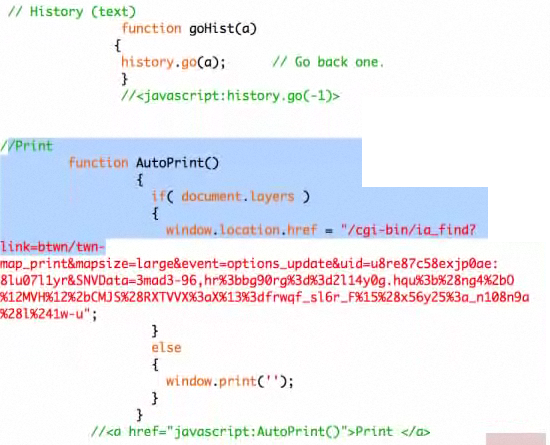 // History (text)
function goHist(a)
{
history.go(a);      // Go back one.
}
//<javascript:history.go(-1)>
//Print
function AutoPrint()
{
if( document.layers )
{
window.location.href = "/cgi-bin/ia_find?
link=btwn/twn-
map_print&mapsize=large&event=options_update&uid=u8re87c58exjp0ae:
8lu07l1yr&SNVData=3mad3-96,hr%3bbg90rg%3d%3d2l14y0g.hqu%3b%28ng4%2bO
%12MVH%12%2bCMJS%28RXTVVX%3aX%13%3dfrwqf_sl6r_F%15%28x56y25%3a_n108n9a
%28l%241w-u";
}
else
{
window.print('');
}
}
//<a href="javascript:AutoPrint()">Print </a>